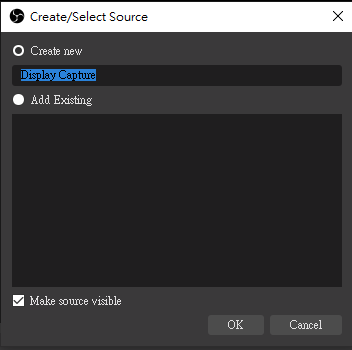 Create/Select Source
Create new
Display Capture
Add Existing
Make source visible
OK
Cancel